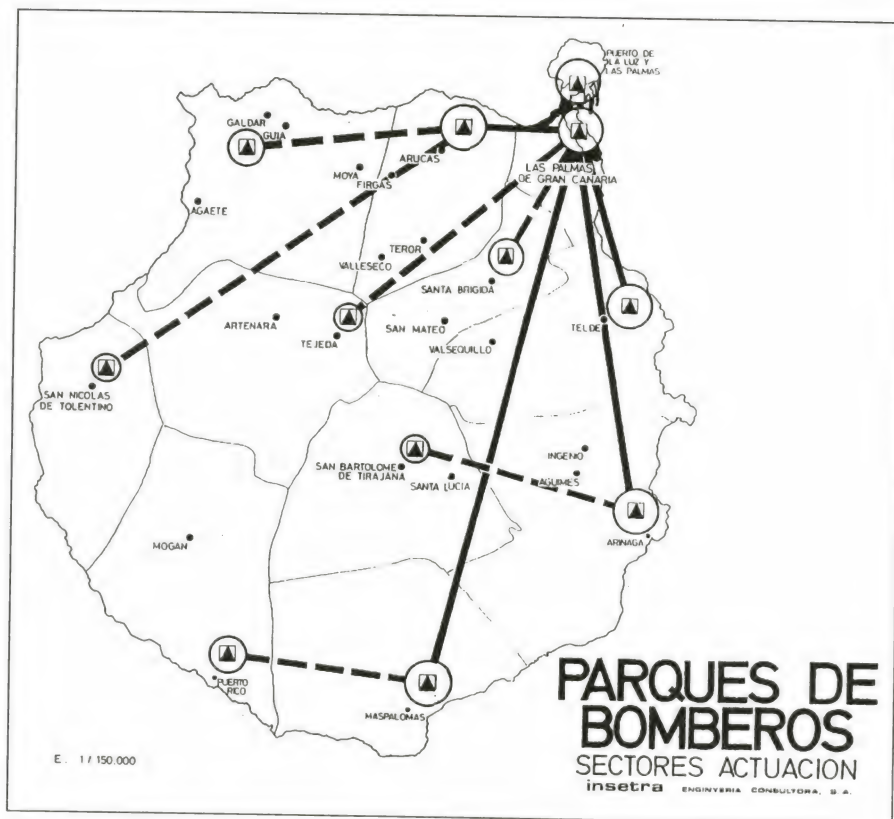 PUERTO DE
LA LUZ Y
LAS PALMAS
GALDAR
GUIA
ARUCAS
MOYA
FIRGAS
LAS PALMAS
DE GRAN CANARIA
AGAETE
TEROR
VALLESECO
SANTA BRIGIDA
ARTENARA
TEJEDA
SAN MATEO
TELDE
VALSEQUILLO
SAN NICOLAS
DE TOLENTINO
SAN BARTOLOME
DE TIRAJANA
SANTA LUCIA
INGENIO
AGUIMES
ARINAGA
MOGAN
PUERTO
RICO
MASPALOMAS
PARQUES DE
BOMBEROS
SECTORES ACTUACION
insetra ENGINYERIA CONSULTORA, S.A.
E. 1/150.000